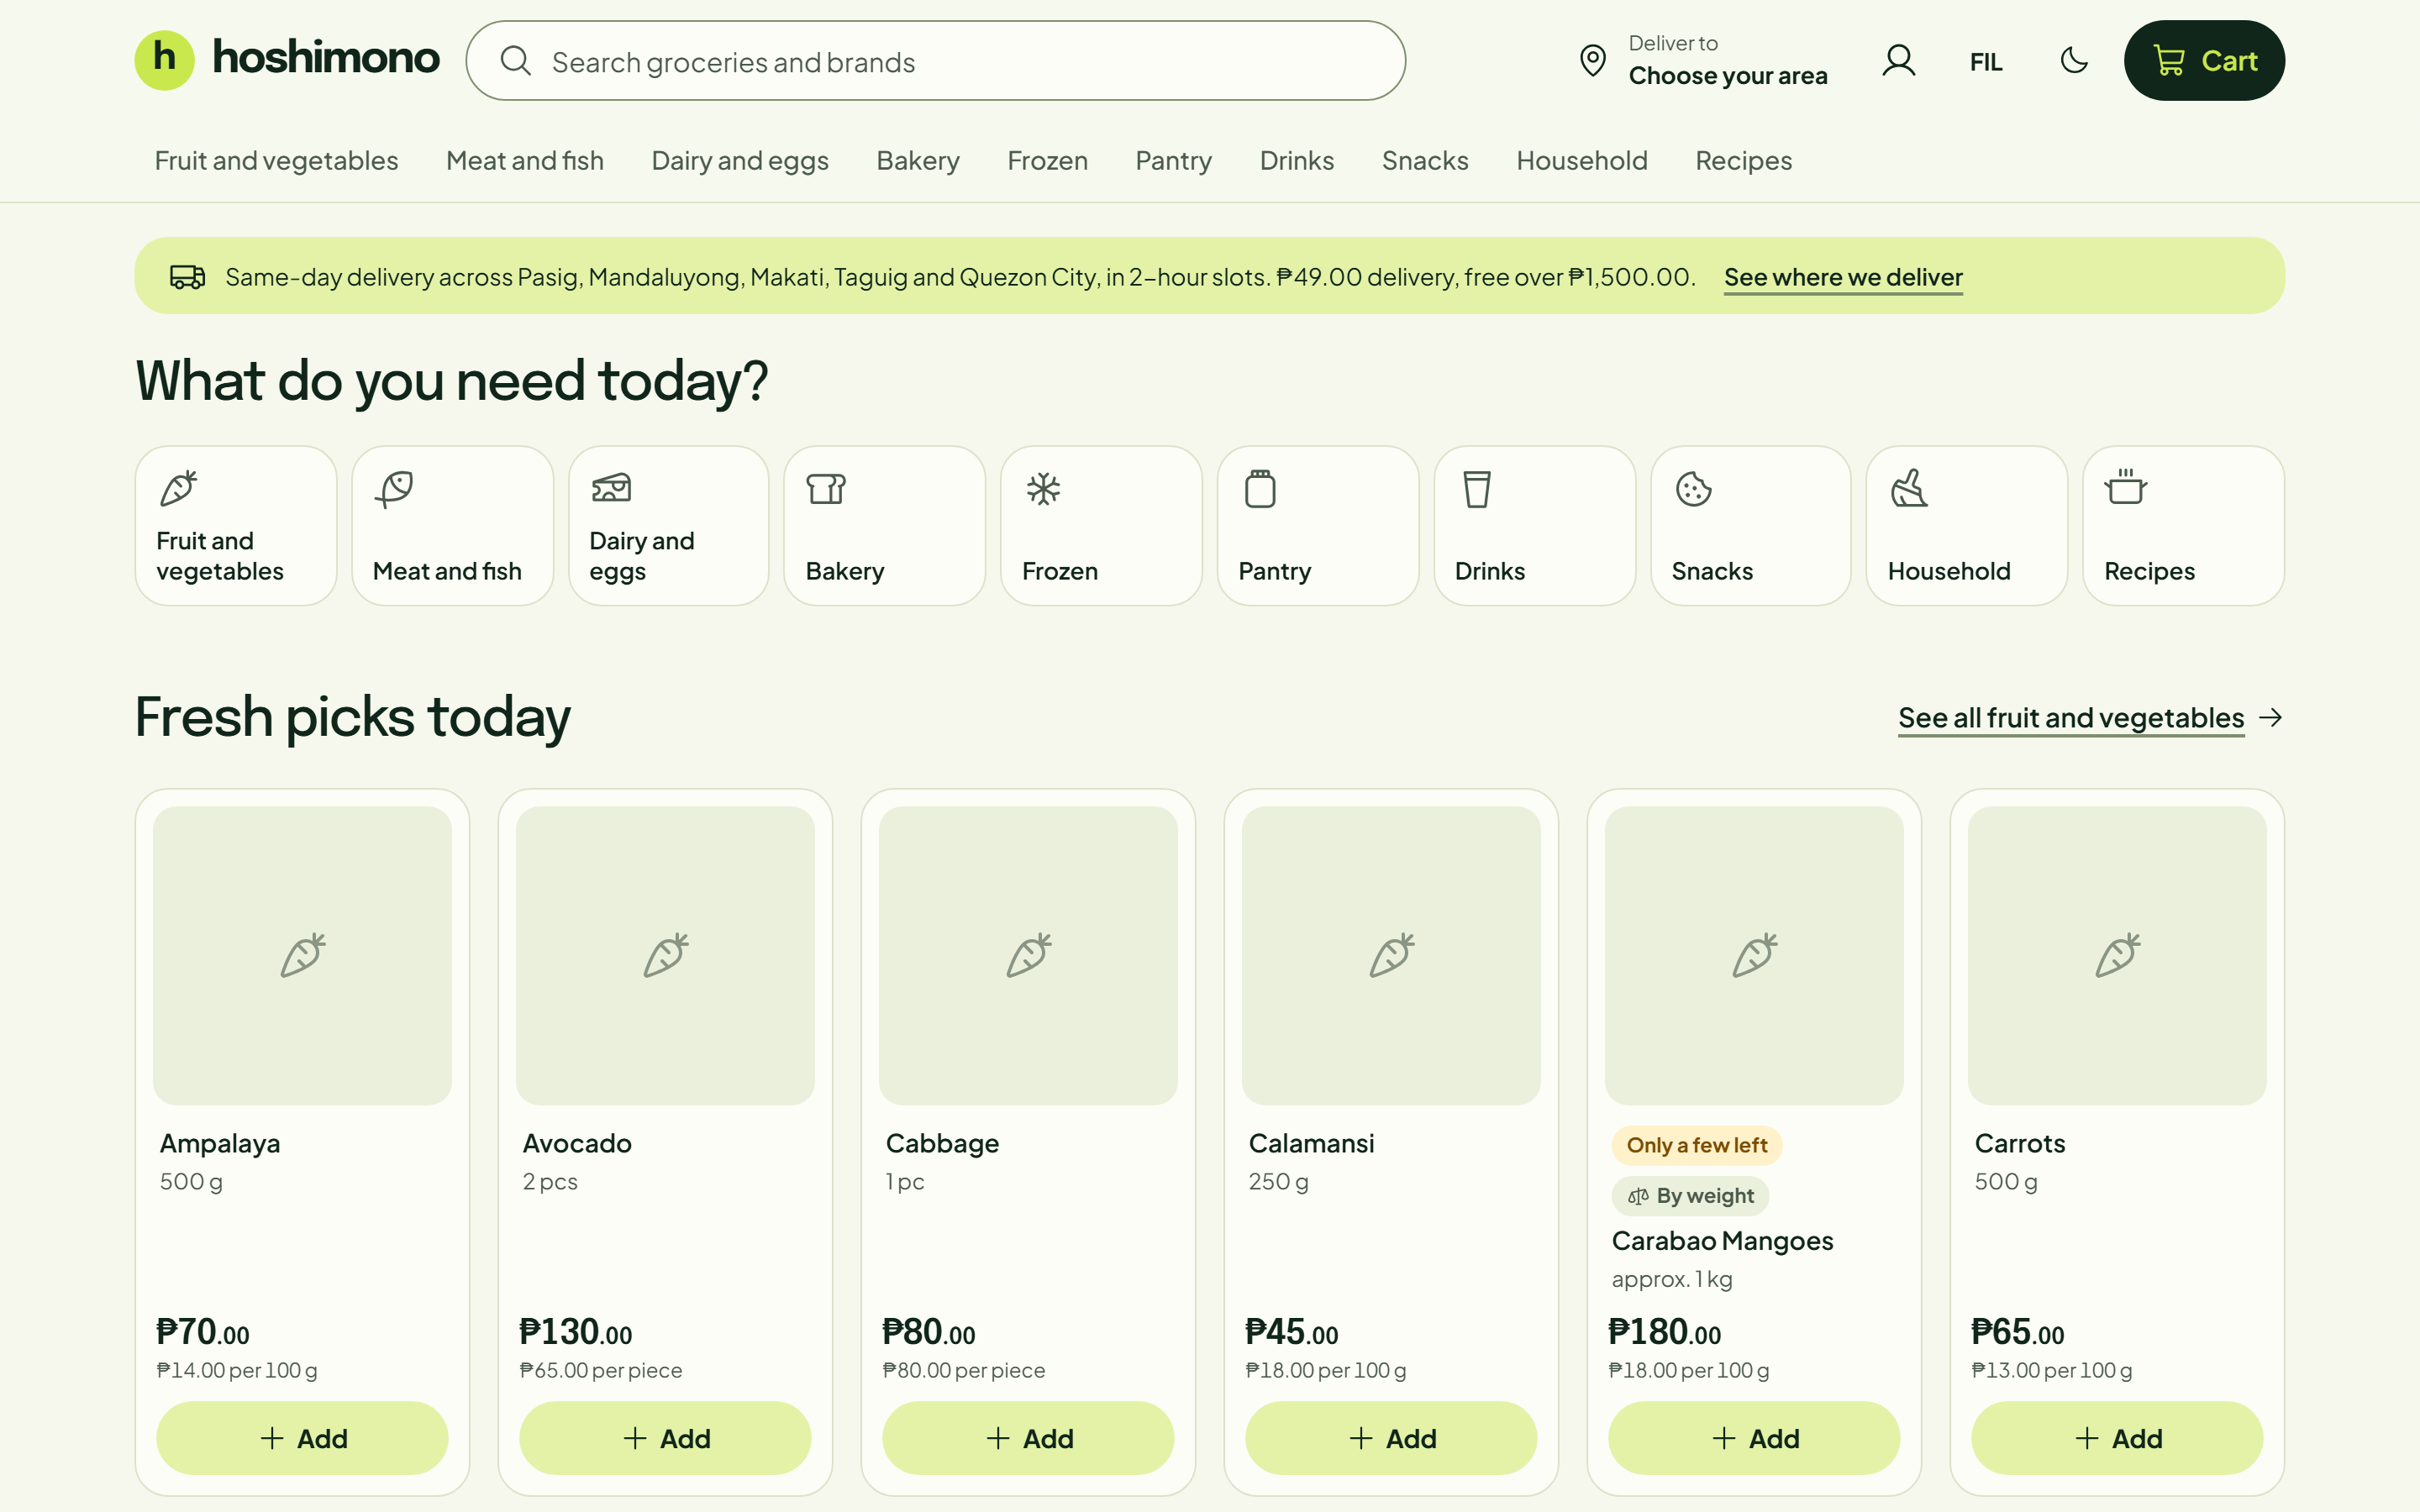 h hoshimono
Search groceries and brands
Deliver to
Choose your area
FIL
Cart
Fruit and vegetables Meat and fish Dairy and eggs Bakery Frozen Pantry Drinks Snacks Household Recipes
Same-day delivery across Pasig, Mandaluyong, Makati, Taguig and Quezon City, in 2–hour slots. ₱49.00 delivery, free over ₱1,500.00. See where we deliver
What do you need today?
Fruit and
vegetables
Meat and fish
Dairy and
eggs
Bakery
Frozen
Pantry
Drinks
Snacks
Household
Recipes
Fresh picks today
See all fruit and vegetables
Ampalaya
500 g
₱70.00
₱14.00 per 100 g
Add
Avocado
2 pcs
₱130.00
₱65.00 per piece
Add
Cabbage
1 pc
₱80.00
₱80.00 per piece
Add
Calamansi
250 g
₱45.00
₱18.00 per 100 g
Add
Only a few left
By weight
Carabao Mangoes
approx. 1 kg
₱180.00
₱18.00 per 100 g
Add
Carrots
500 g
₱65.00
₱13.00 per 100 g
Add